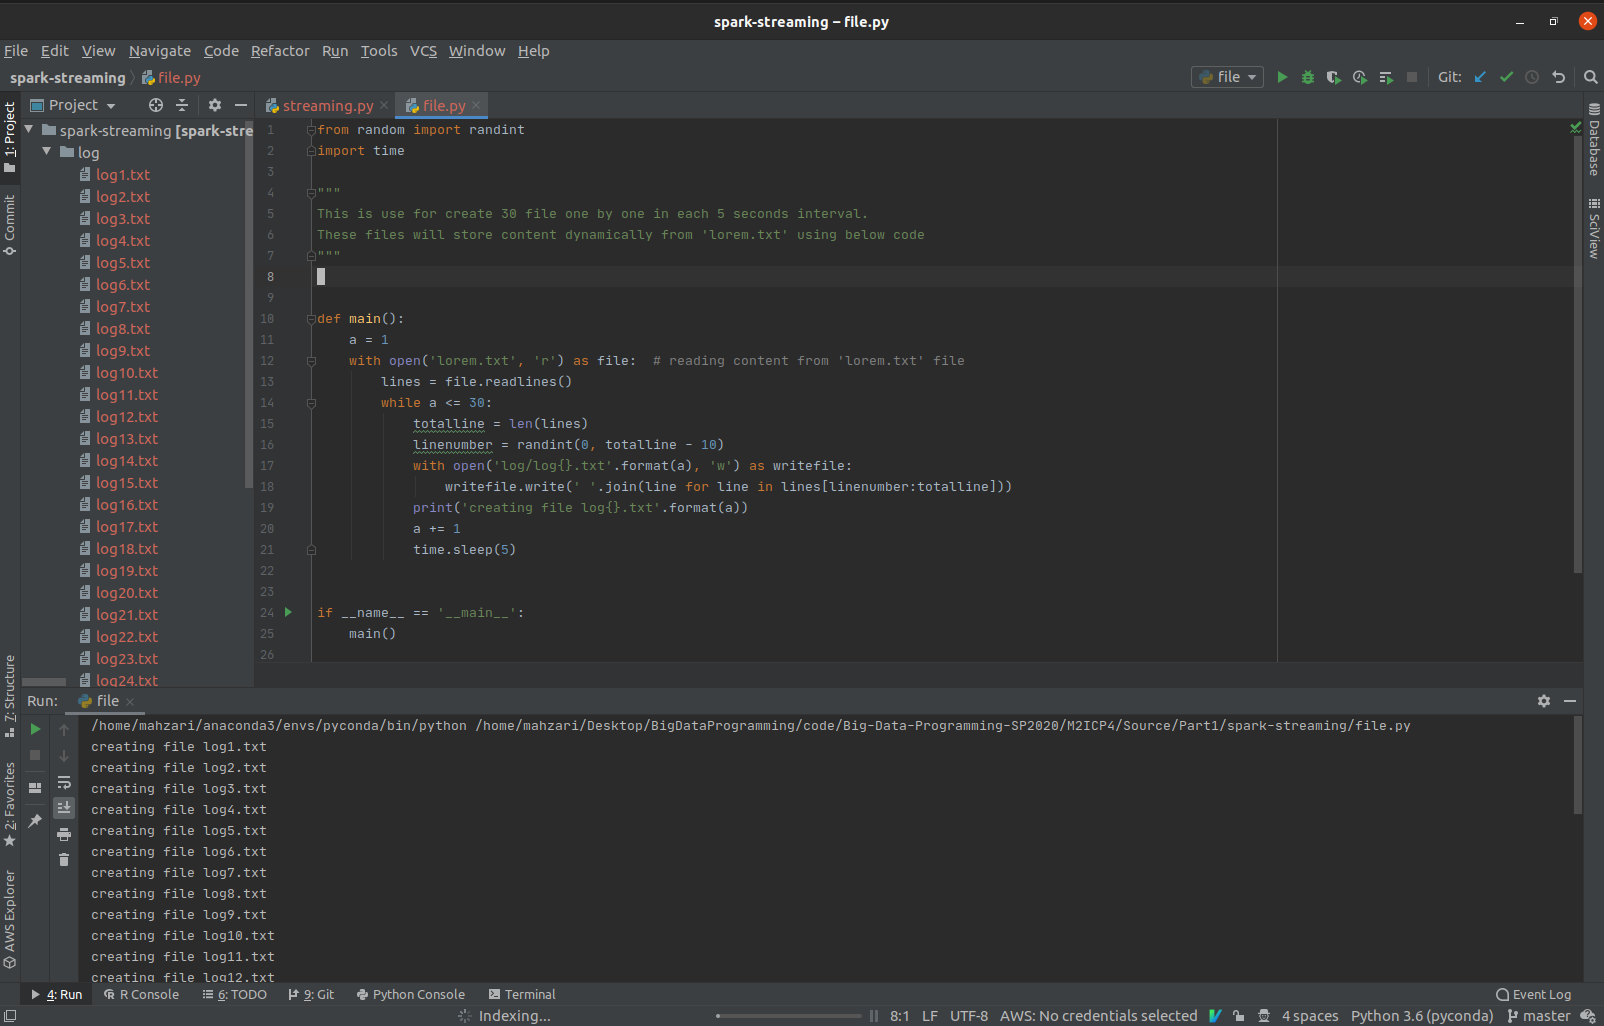 spark-streaming – file.py
File Edit View Navigate Code Refactor Run Tools VCS Window Help
spark-streaming file.py
file
Git:
1: Project
Commit
7: Structure
2: Favorites
AWS Explorer
Project
spark-streaming [spark-stre
log
log1.txt
log2.txt
log3.txt
log4.txt
log5.txt
log6.txt
log7.txt
log8.txt
log9.txt
log10.txt
log11.txt
log12.txt
log13.txt
log14.txt
log15.txt
log16.txt
log17.txt
log18.txt
log19.txt
log20.txt
log21.txt
log22.txt
log23.txt
log24.txt
streaming.py file.py
1 from random import randint
2 import time
3
4 """
5 This is use for create 30 file one by one in each 5 seconds interval.
6 These files will store content dynamically from 'lorem.txt' using below code
7 """
8
9
10 def main():
11 a = 1
12 with open('lorem.txt', 'r') as file:  # reading content from 'lorem.txt' file
13 lines = file.readlines()
14 while a <= 30:
15 totalline = len(lines)
16 linenumber = randint(0, totalline - 10)
17 with open('log/log{}.txt'.format(a), 'w') as writefile:
18 writefile.write(' '.join(line for line in lines[linenumber:totalline]))
19 print('creating file log{}.txt'.format(a))
20 a += 1
21 time.sleep(5)
22
23
24 if __name__ == '__main__':
25 main()
26
Database
SciView
Run: file
/home/mahzari/anaconda3/envs/pyconda/bin/python /home/mahzari/Desktop/BigDataProgramming/code/Big-Data-Programming-SP2020/M2ICP4/Source/Part1/spark-streaming/file.py
creating file log1.txt
creating file log2.txt
creating file log3.txt
creating file log4.txt
creating file log5.txt
creating file log6.txt
creating file log7.txt
creating file log8.txt
creating file log9.txt
creating file log10.txt
creating file log11.txt
creating file log12.txt
4: Run R Console 6: TODO 9: Git Python Console Terminal Event Log
Indexing... 8:1 LF UTF-8 AWS: No credentials selected 4 spaces Python 3.6 (pyconda) master